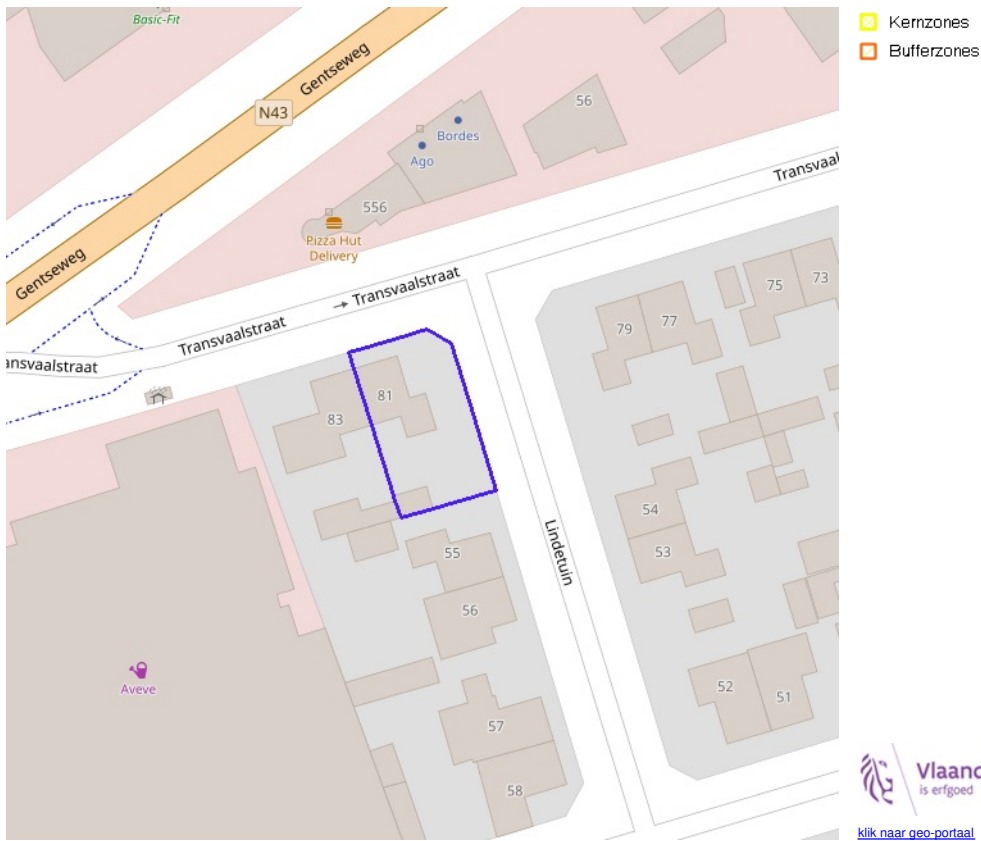 Basic-Fit
Gentseweg
N43
Kernzones
Bufferzones
56
Bordes
Ago
Transvaal
556
Pizza Hut
Delivery
Gentseweg
Transvaalstraat
Transvaalstraat
ansvaalstraat
79
77
75
73
81
83
54
53
Lindetuin
55
56
Aveve
52
51
57
58
Vlaand
is erfgoed
klik naar geo-portaal